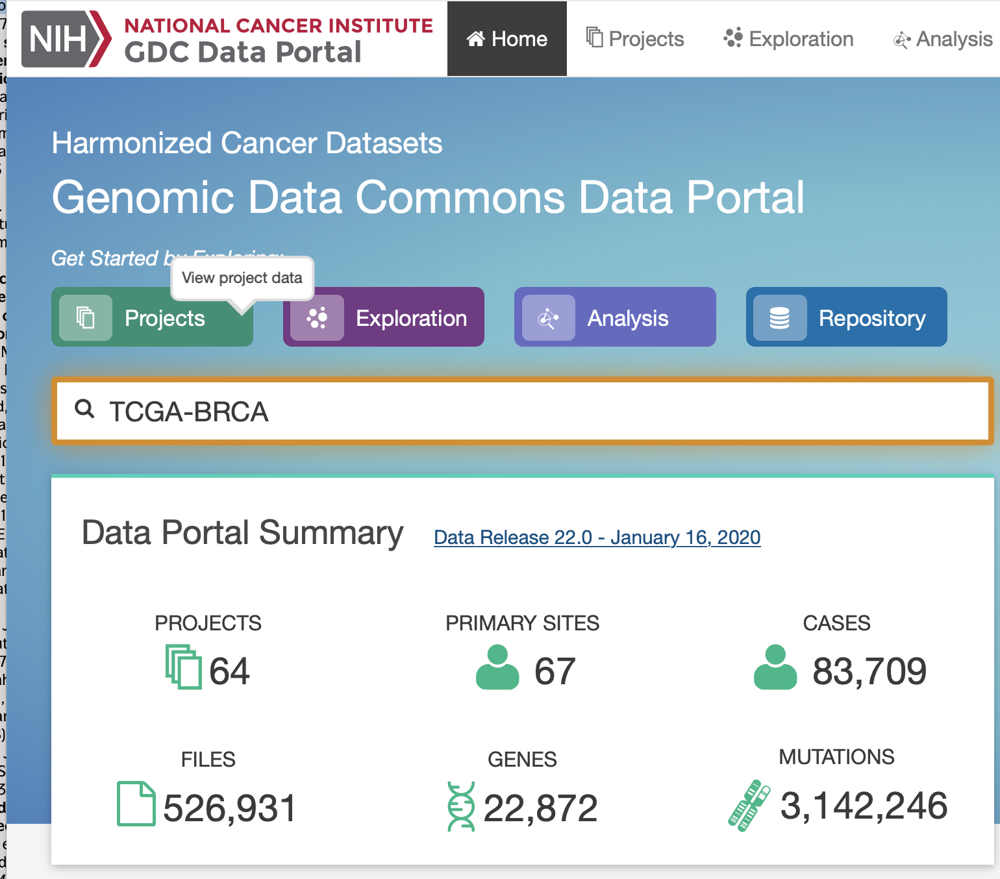 NIH NATIONAL CANCER INSTITUTE
GDC Data Portal
Home Projects Exploration Analysis
Harmonized Cancer Datasets
Genomic Data Commons Data Portal
Get Started by Exploring:
View project data
Projects Exploration Analysis Repository
TCGA-BRCA
Data Portal Summary Data Release 22.0 - January 16, 2020
PROJECTS PRIMARY SITES CASES
64 67 83,709
FILES GENES MUTATIONS
526,931 22,872 3,142,246